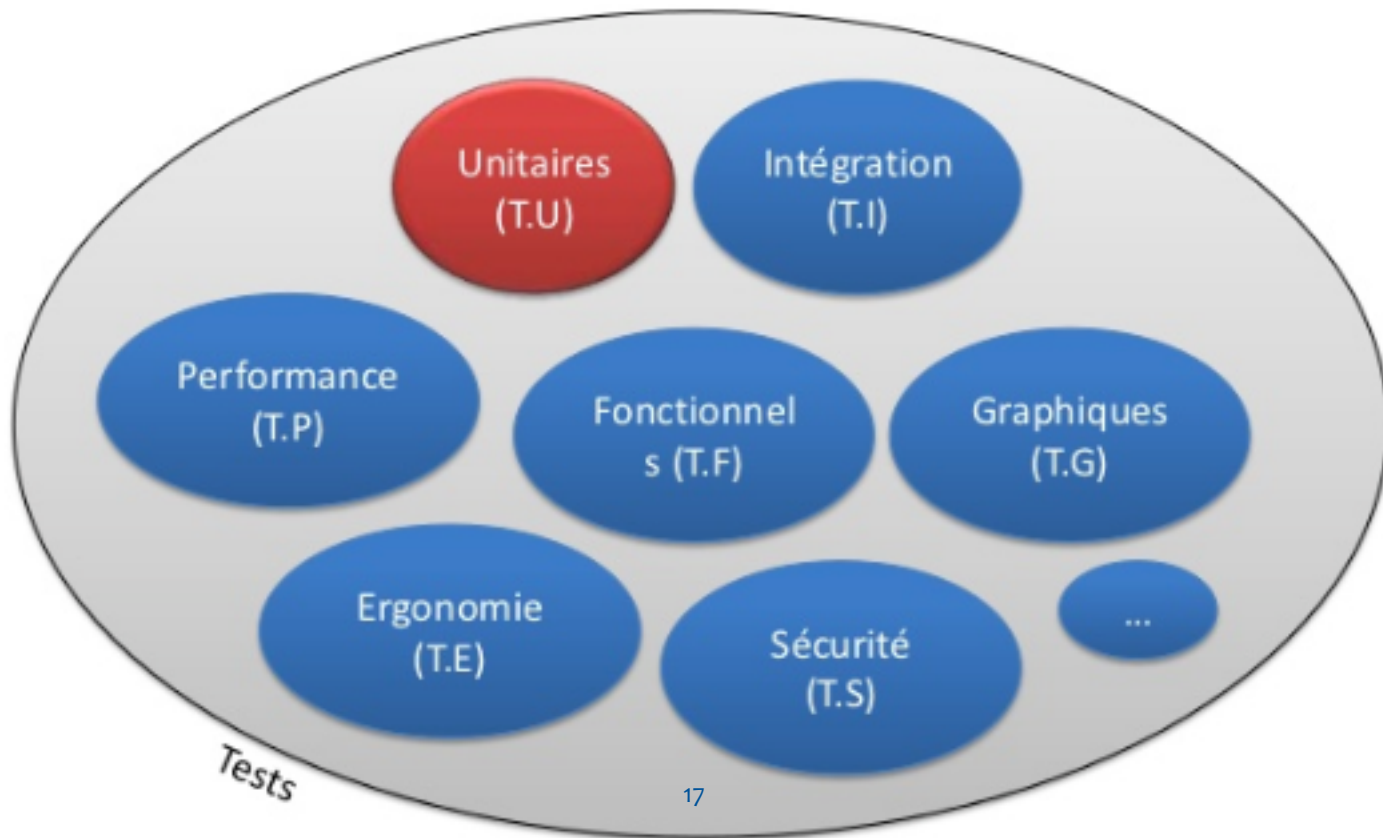 Unitaires
(T.U)
Intégration
(T.I)
Performance
(T.P)
Fonctionnel
s (T.F)
Graphiques
(T.G)
Ergonomie
(T.E)
Sécurité
(T.S)
...
Tests
17